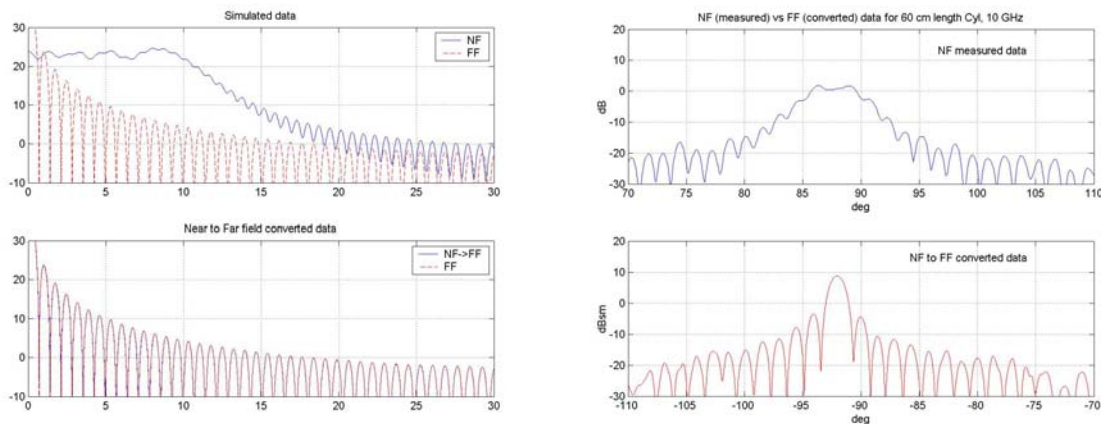 Simulated data
30
20
10
0
-10
NF
FF
0 5 10 15 20 25 30
Near to Far field converted data
30
20
10
0
-10
NF->FF
FF
0 5 10 15 20 25 30
NF (measured) vs FF (converted) data for 60 cm length Cyl, 10 GHz
NF measured data
dB
20
10
0
-10
-20
-30
70 75 80 85 90 95 100 105 110
deg
NF to FF converted data
dBsm
20
10
0
-10
-20
-30
-110 -105 -100 -95 -90 -85 -80 -75 -70
deg